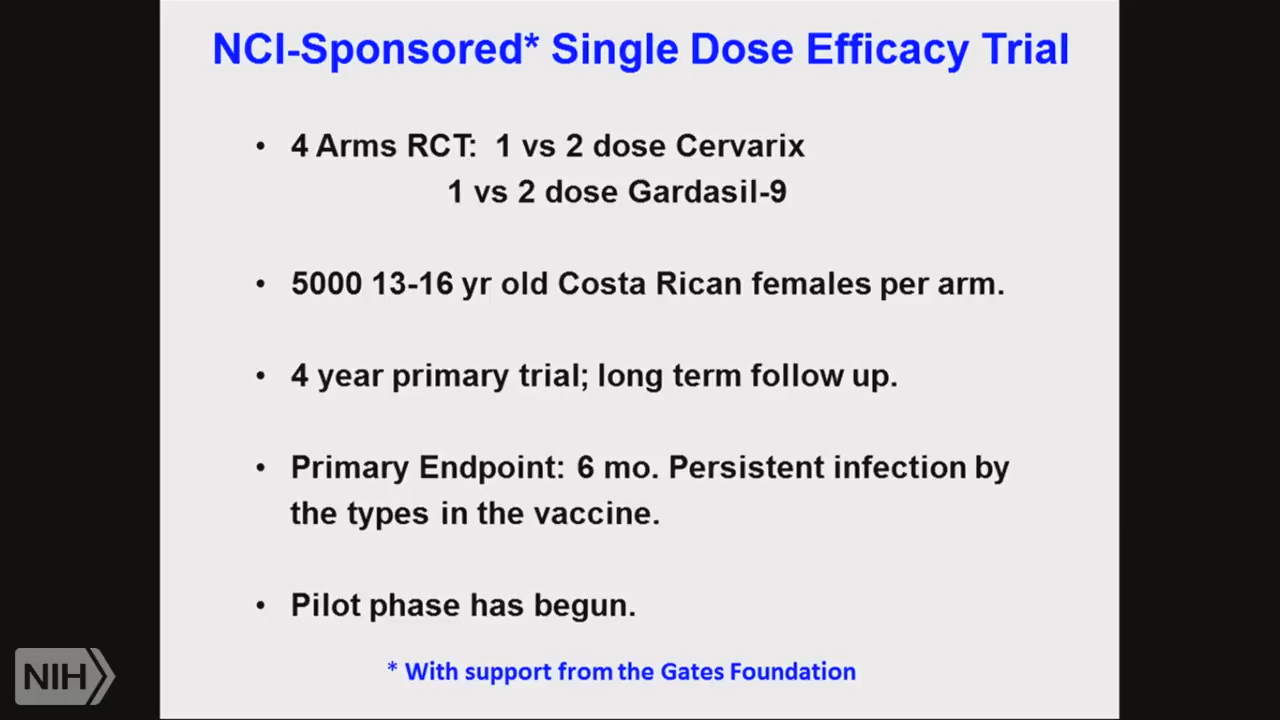 NCI-Sponsored* Single Dose Efficacy Trial
• 4 Arms RCT: 1 vs 2 dose Cervarix
1 vs 2 dose Gardasil-9
• 5000 13-16 yr old Costa Rican females per arm.
• 4 year primary trial; long term follow up.
• Primary Endpoint: 6 mo. Persistent infection by
the types in the vaccine.
• Pilot phase has begun.
* With support from the Gates Foundation
NIH